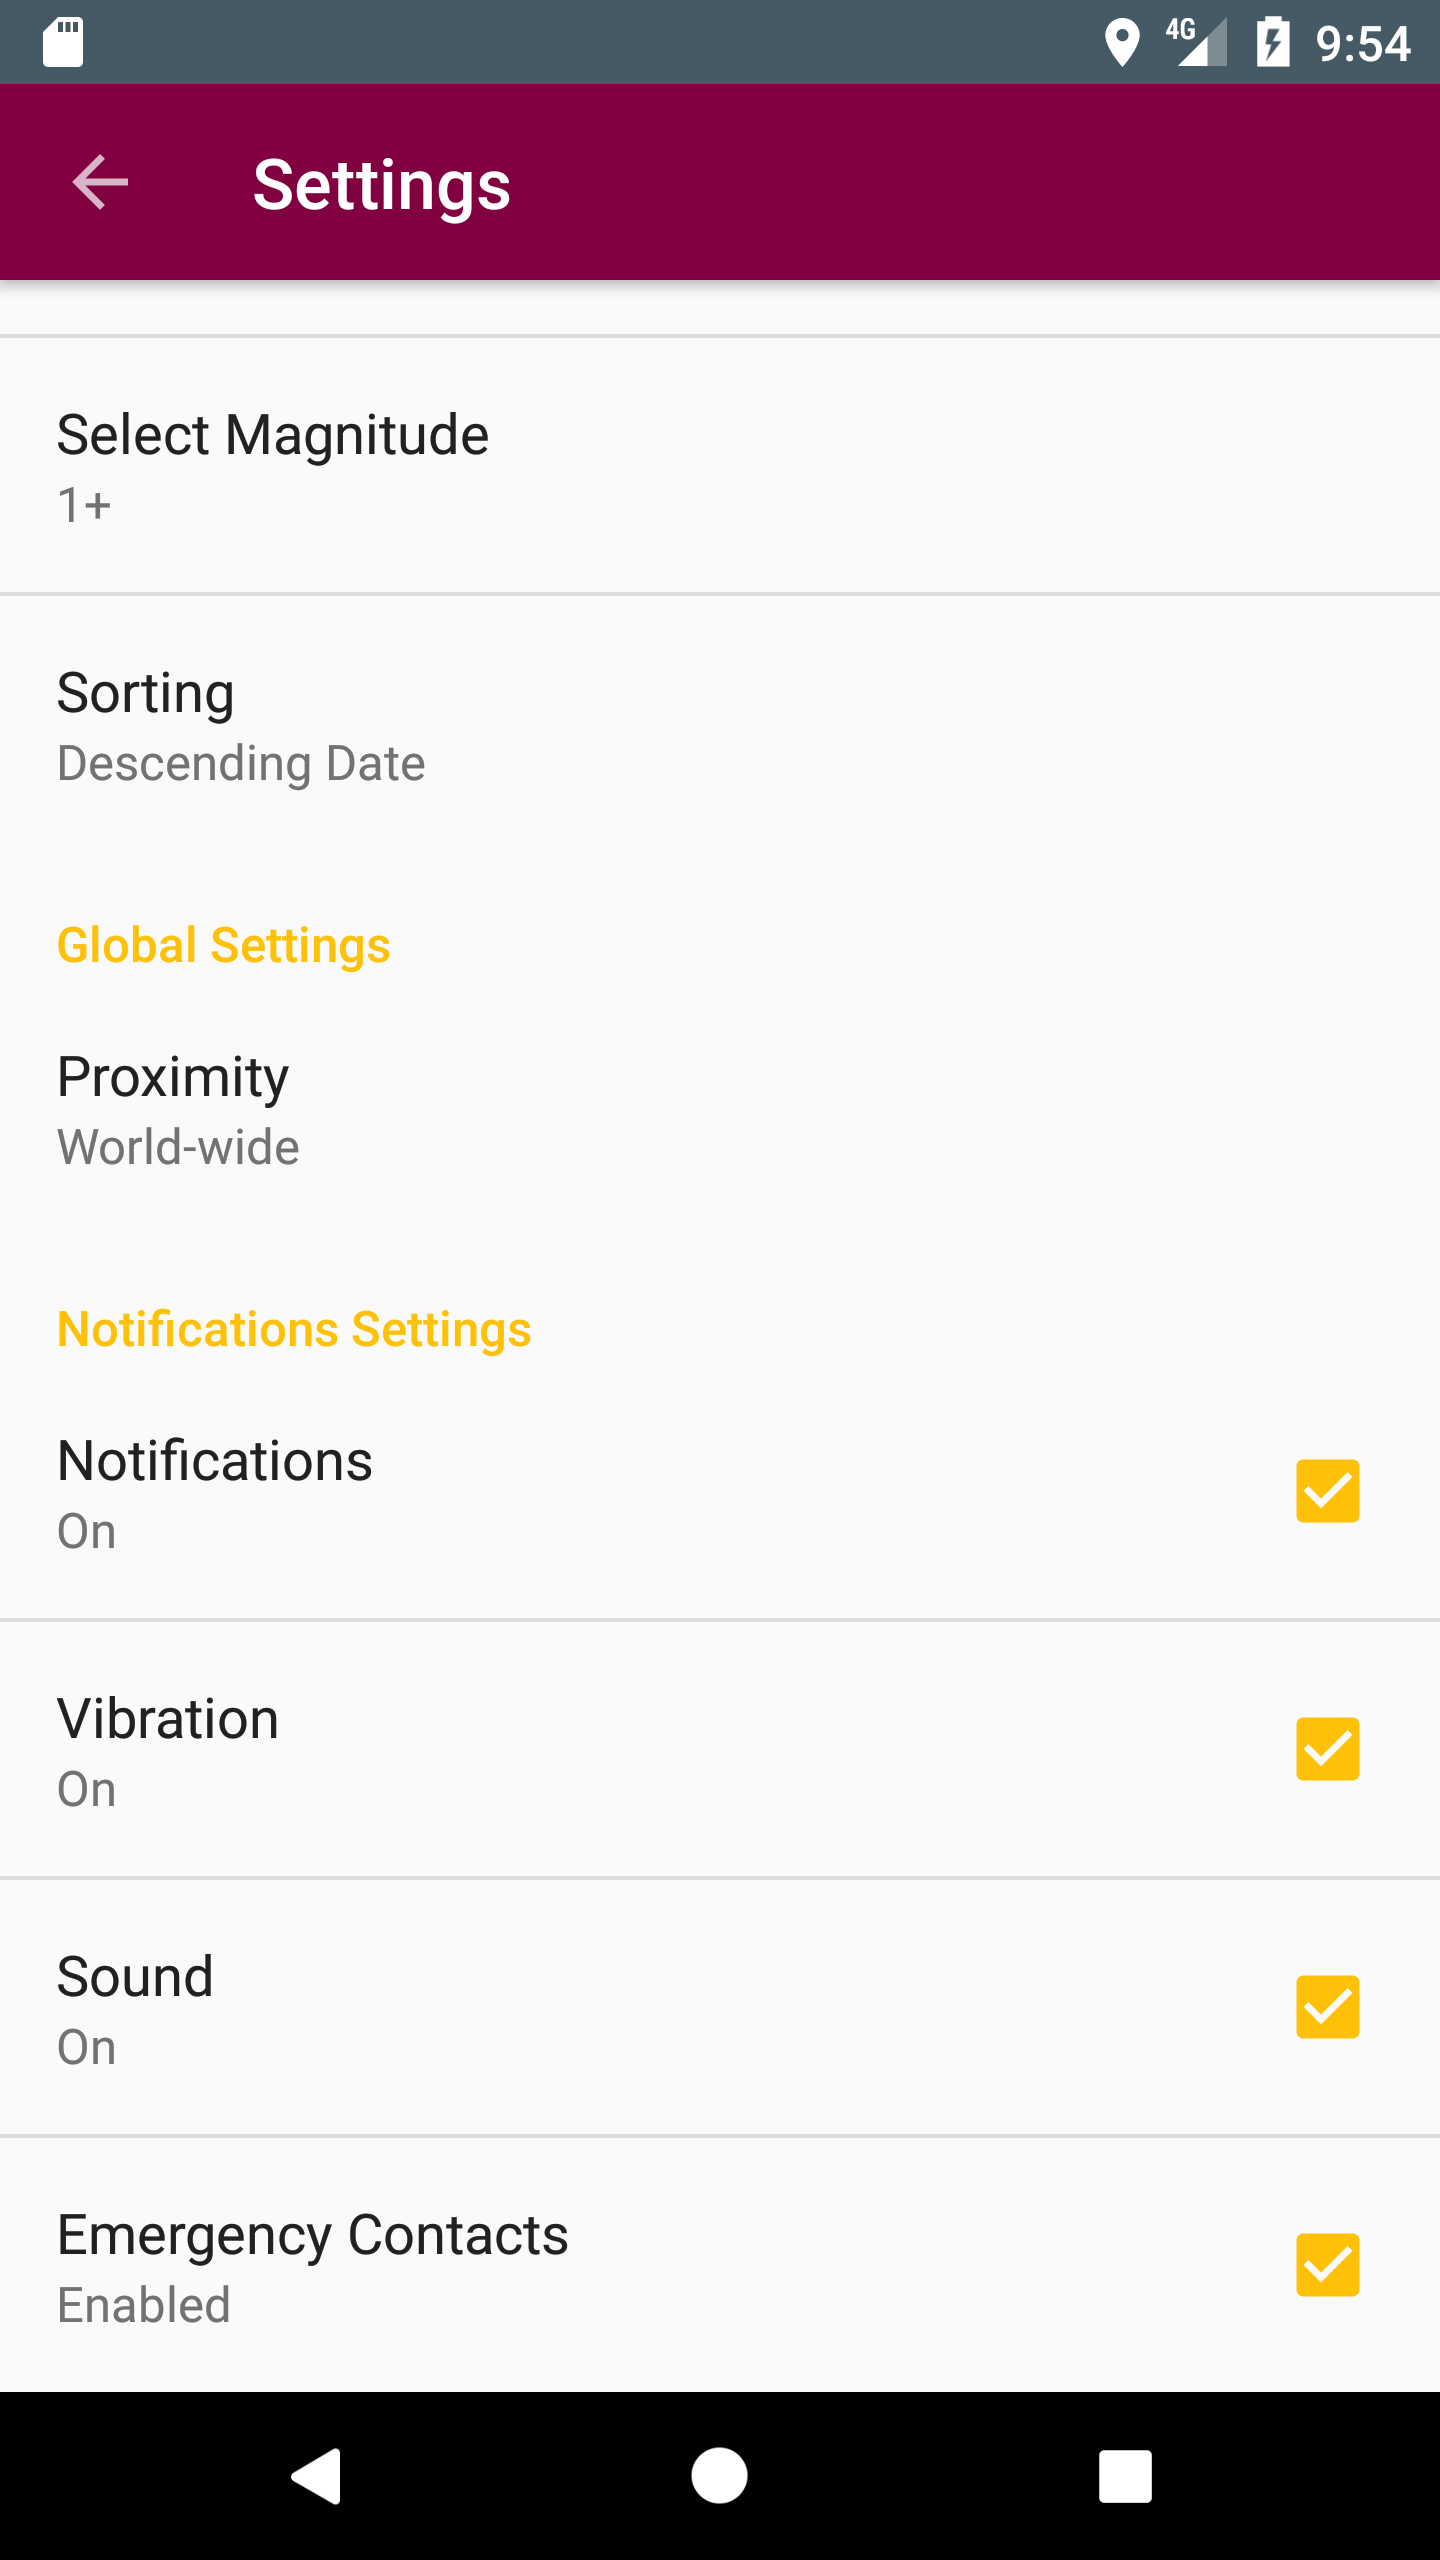 4G 9:54
Settings
Select Magnitude
1+
Sorting
Descending Date
Global Settings
Proximity
World-wide
Notifications Settings
Notifications
On
Vibration
On
Sound
On
Emergency Contacts
Enabled